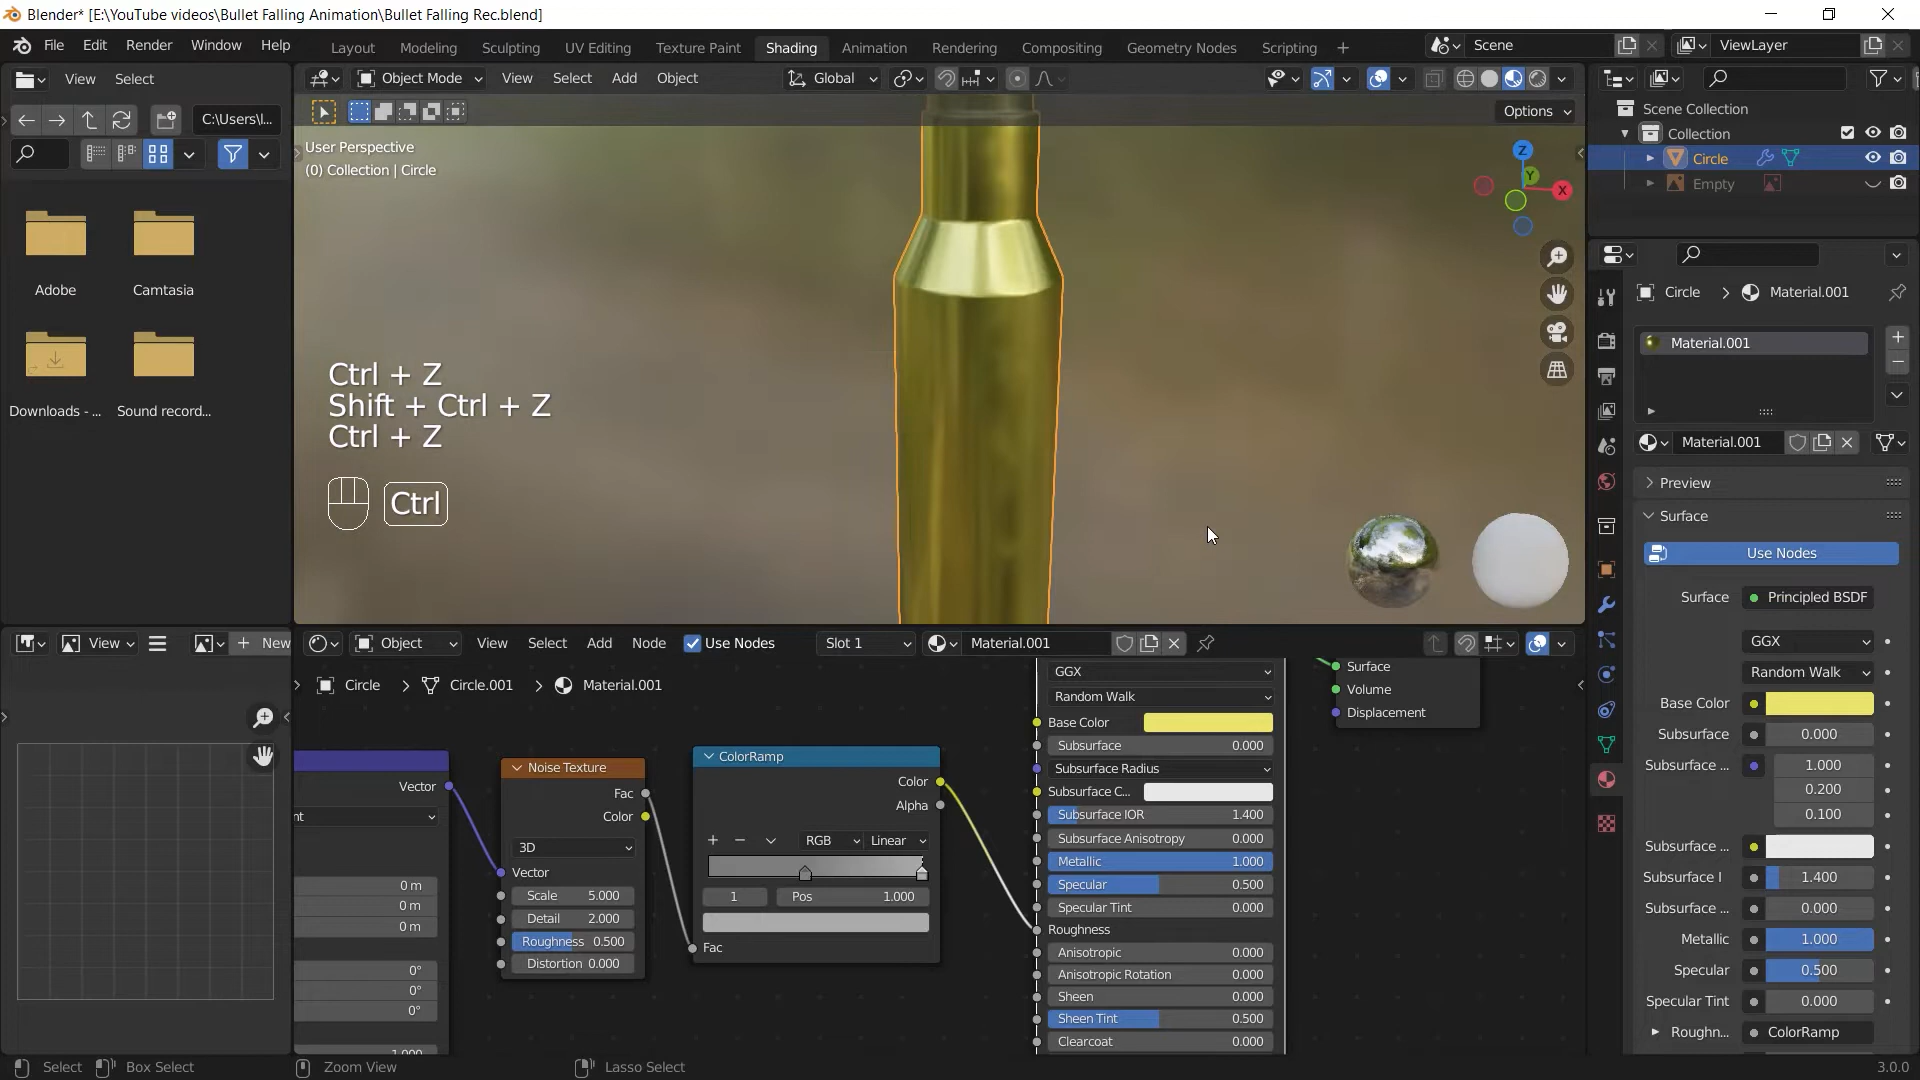 Blender* [E:\YouTube videos\Bullet Falling Animation\Bullet Falling Rec.blend]
File Edit Render Window Help
Layout Modeling Sculpting UV Editing Texture Paint Shading Animation Rendering Compositing Geometry Nodes Scripting
Scene
ViewLayer
View Select
Object Mode View Select Add Object Global
C:\Users\l...
Options
Adobe
Camtasia
Downloads - ...
Sound record...
User Perspective
(0) Collection | Circle
Z
Y
X
Ctrl + Z
Shift + Ctrl + Z
Ctrl + Z
Ctrl
Scene Collection
Collection
Circle
Empty
Circle > Material.001
Material.001
Material.001
Preview
Surface
Use Nodes
Surface Principled BSDF
GGX
Random Walk
Base Color
Subsurface 0.000
Subsurface ... 1.000
0.200
0.100
Subsurface ...
Subsurface I 1.400
Subsurface ... 0.000
Metallic 1.000
Specular 0.500
Specular Tint 0.000
Roughn... ColorRamp
View
New
Object View Select Add Node Use Nodes Slot 1 Material.001
Circle > Circle.001 > Material.001
Vector
nt
0 m
0 m
0 m
0°
0°
0°
1.000
Noise Texture
Fac
Color
3D
Vector
Scale 5.000
Detail 2.000
Roughness 0.500
Distortion 0.000
ColorRamp
Color
Alpha
RGB Linear
1 Pos 1.000
Fac
GGX
Random Walk
Base Color
Subsurface 0.000
Subsurface Radius
Subsurface C...
Subsurface IOR 1.400
Subsurface Anisotropy 0.000
Metallic 1.000
Specular 0.500
Specular Tint 0.000
Roughness
Anisotropic 0.000
Anisotropic Rotation 0.000
Sheen 0.000
Sheen Tint 0.500
Clearcoat 0.000
Surface
Volume
Displacement
Select Box Select Zoom View Lasso Select
3.0.0